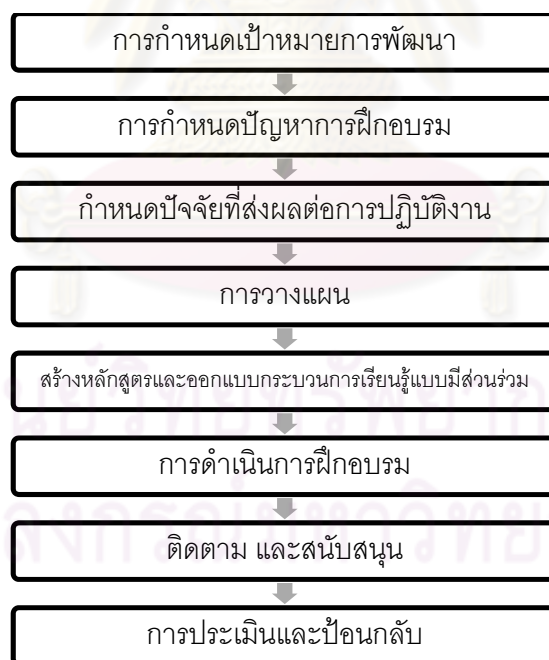 การกำหนดเป้าหมายการพัฒนา
การกำหนดปัญหาการฝึกอบรม
กำหนดปัจจัยที่ส่งผลต่อการปฏิบัติงาน
การวางแผน
สร้างหลักสูตรและออกแบบกระบวนการเรียนรู้แบบมีส่วนร่วม
การดำเนินการฝึกอบรม
ติดตาม และสนับสนุน
การประเมินและป้อนกลับ